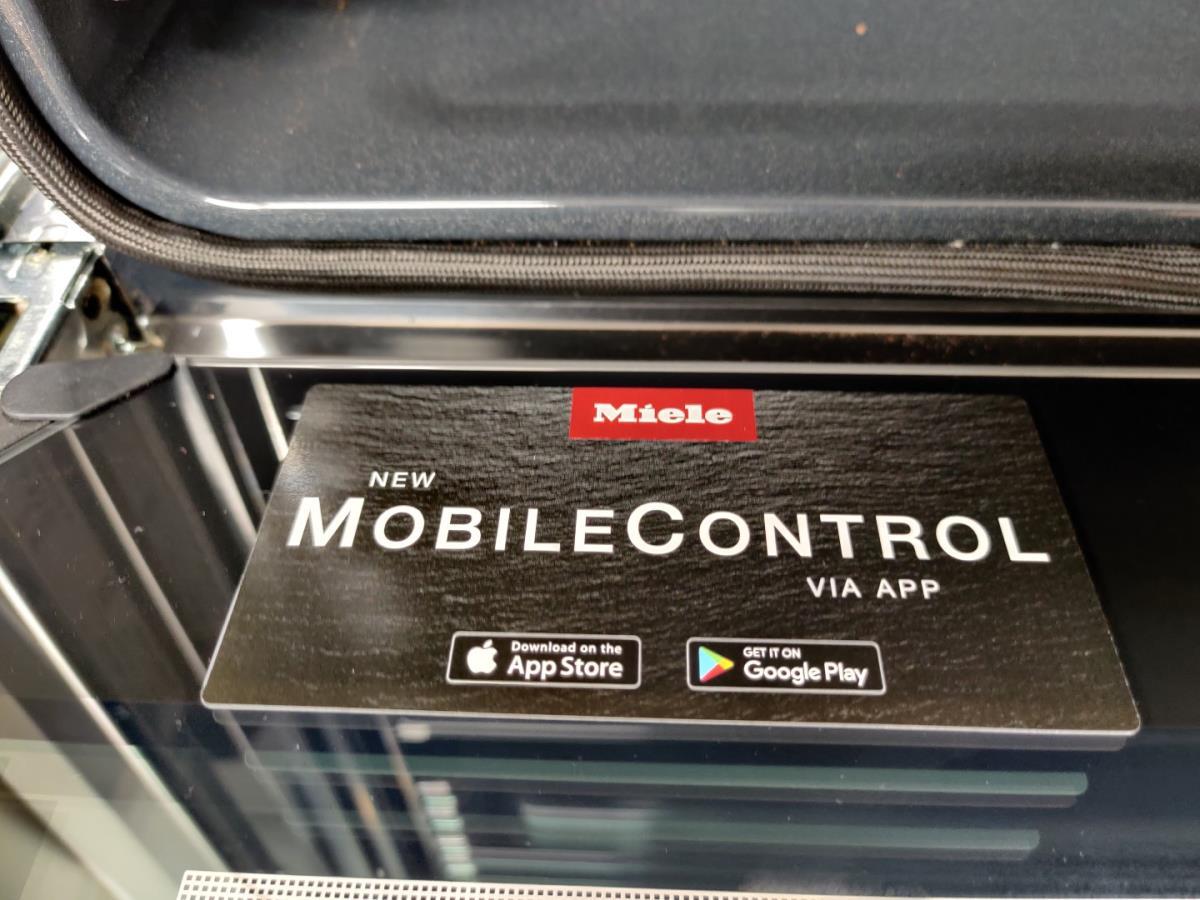 Miele
NEW
MOBILECONTROL
VIA APP
Download on the
App Store
GET IT ON
Google Play